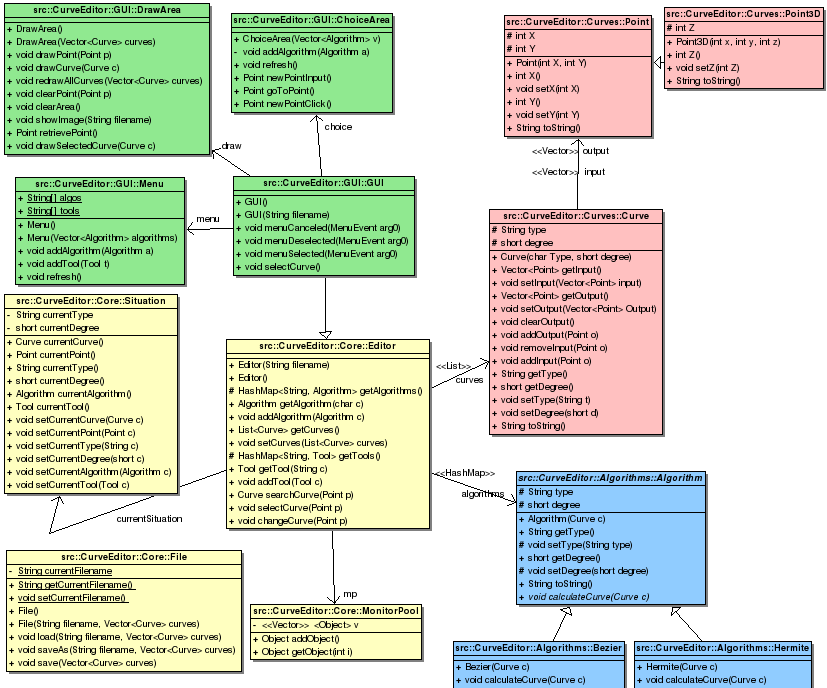 src::CurveEditor::GUI::DrawArea
+ DrawArea()
+ DrawArea(Vector<Curve> curves)
+ void drawPoint(Point p)
+ void drawCurve(Curve c)
+ void redrawAllCurves(Vector<Curve> curves)
+ void clearPoint(Point p)
+ void clearArea()
+ void showImage(String filename)
+ Point retrievePoint()
+ void drawSelectedCurve(Curve c)
src::CurveEditor::GUI::ChoiceArea
+ ChoiceArea(Vector<Algorithm> v)
- void addAlgorithm(Algorithm a)
+ void refresh()
+ Point newPointInput()
+ Point goToPoint()
+ Point newPointClick()
src::CurveEditor::Curves::Point
# int X
# int Y
+ Point(int X, int Y)
+ int X()
+ void setX(int X)
+ int Y()
+ void setY(int Y)
+ String toString()
src::CurveEditor::Curves::Point3D
# int Z
+ Point3D(int x, int y, int z)
+ int Z()
+ void setZ(int Z)
+ String toString()
draw
choice
<<Vector>> output
<<Vector>> input
src::CurveEditor::GUI::Menu
+ String[] algos
+ String[] tools
+ Menu()
+ Menu(Vector<Algorithm> algorithms)
+ void addAlgorithm(Algorithm a)
+ void addTool(Tool t)
+ void refresh()
menu
src::CurveEditor::GUI::GUI
+ GUI()
+ GUI(String filename)
+ void menuCanceled(MenuEvent arg0)
+ void menuDeselected(MenuEvent arg0)
+ void menuSelected(MenuEvent arg0)
+ void selectCurve()
src::CurveEditor::Curves::Curve
# String type
# short degree
+ Curve(char Type, short degree)
+ Vector<Point> getInput()
+ void setInput(Vector<Point> input)
+ Vector<Point> getOutput()
+ void setOutput(Vector<Point> Output)
+ void clearOutput()
+ void addOutput(Point o)
+ void removeInput(Point o)
+ void addInput(Point o)
+ String getType()
+ short getDegree()
+ void setType(String t)
+ void setDegree(short d)
+ String toString()
src::CurveEditor::Core::Situation
- String currentType
- short currentDegree
+ Curve currentCurve()
+ Point currentPoint()
+ String currentType()
+ short currentDegree()
+ Algorithm currentAlgorithm()
+ Tool currentTool()
+ void setCurrentCurve(Curve c)
+ void setCurrentPoint(Point c)
+ void setCurrentType(String c)
+ void setCurrentDegree(short c)
+ void setCurrentAlgorithm(Algorithm c)
+ void setCurrentTool(Tool c)
currentSituation
src::CurveEditor::Core::Editor
+ Editor(String filename)
+ Editor()
# HashMap<String, Algorithm> getAlgorithms()
+ Algorithm getAlgorithm(char c)
+ void addAlgorithm(Algorithm c)
+ List<Curve> getCurves()
+ void setCurves(List<Curve> curves)
# HashMap<String, Tool> getTools()
+ Tool getTool(String c)
+ void addTool(Tool c)
+ Curve searchCurve(Point p)
+ void selectCurve(Point p)
+ void changeCurve(Point p)
<<List>>
curves
<<HashMap>>
algorithms
src::CurveEditor::Algorithms::Algorithm
# String type
# short degree
+ Algorithm(Curve c)
+ String getType()
# void setType(String type)
+ short getDegree()
# void setDegree(short degree)
+ String toString()
+ void calculateCurve(Curve c)
src::CurveEditor::Core::File
- String currentFilename
+ String getCurrentFilename()
+ void setCurrentFilename()
+ File()
+ File(String filename, Vector<Curve> curves)
+ void load(String filename, Vector<Curve> curves)
+ void saveAs(String filename, Vector<Curve> curves)
+ void save(Vector<Curve> curves)
mp
src::CurveEditor::Core::MonitorPool
- <<Vector>> <Object> v
+ Object addObject()
+ Object getObject(int i)
src::CurveEditor::Algorithms::Bezier
+ Bezier(Curve c)
+ void calculateCurve(Curve c)
src::CurveEditor::Algorithms::Hermite
+ Hermite(Curve c)
+ void calculateCurve(Curve c)